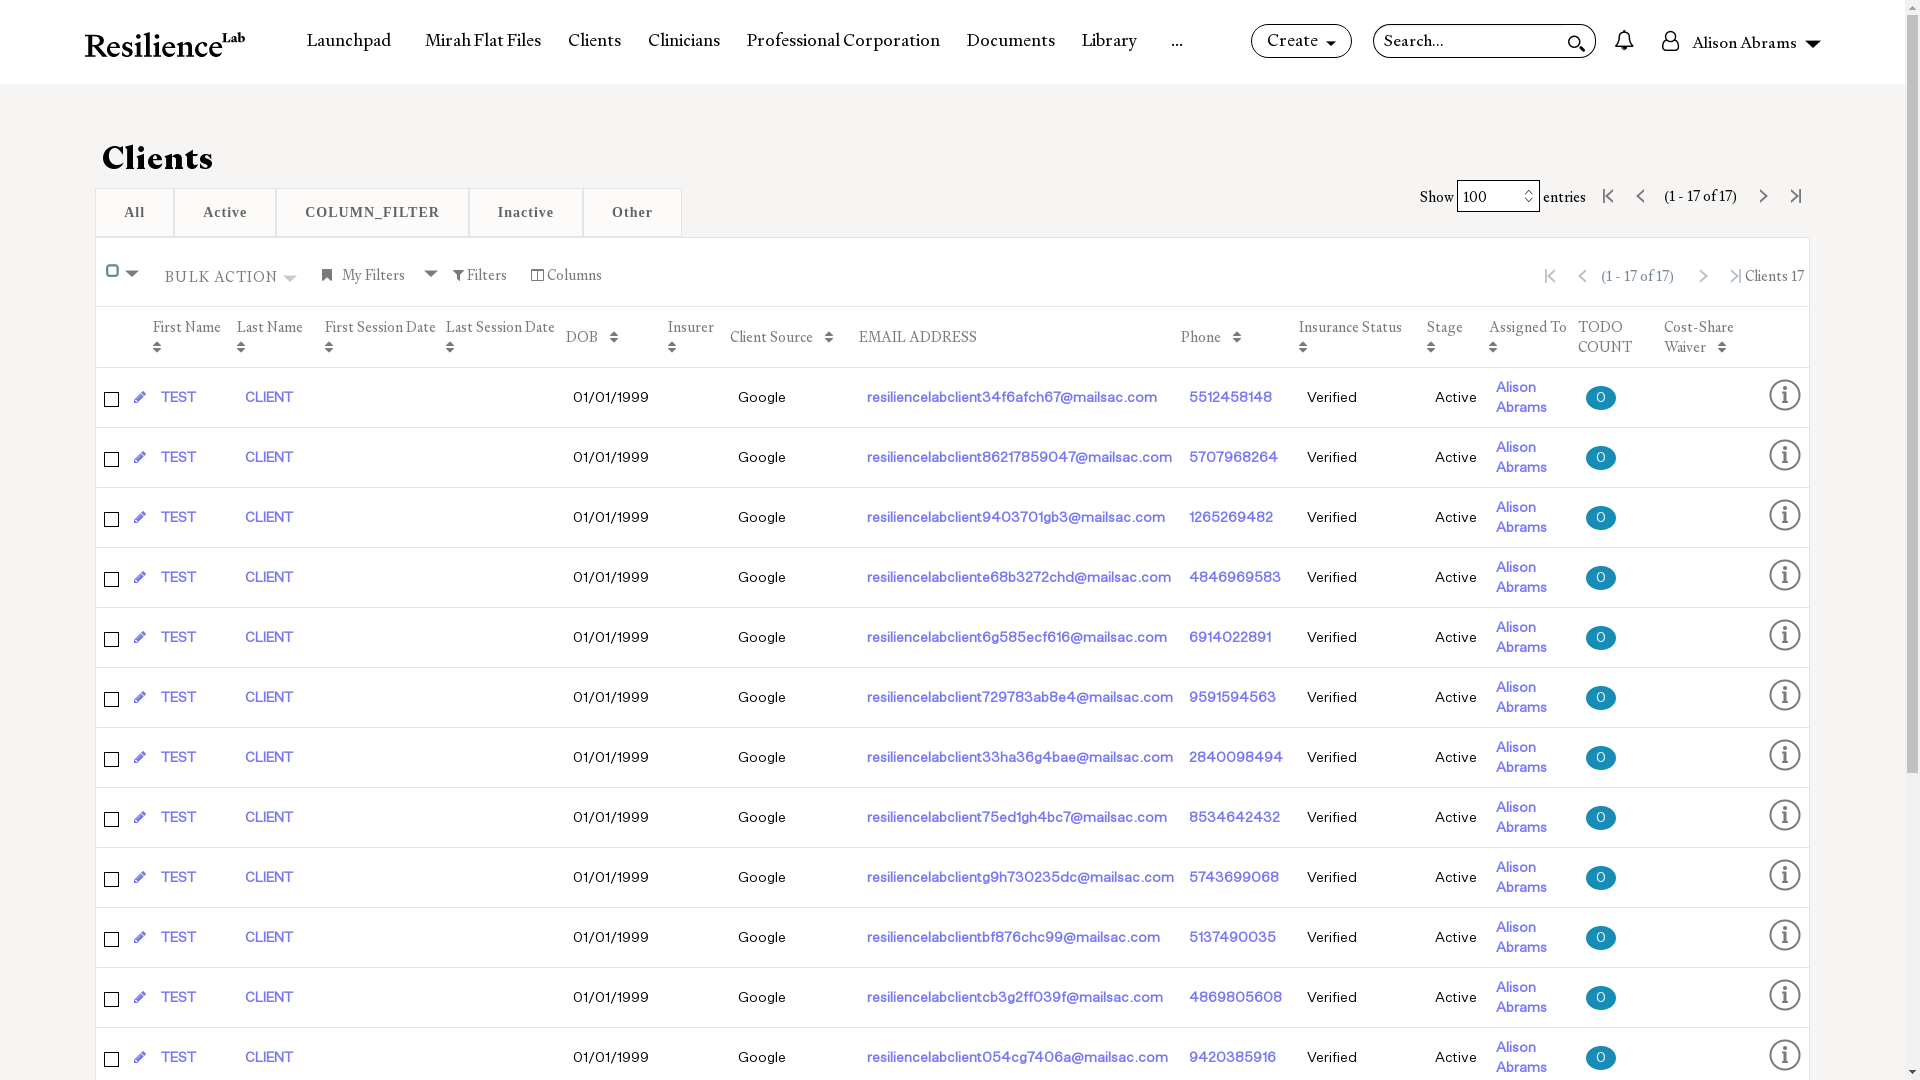 ResilienceLab Launchpad Mirah Flat Files Clients Clinicians Professional Corporation Documents Library ... Create Search... Alison Abrams
Clients
Show 100 entries (1 - 17 of 17)
All Active COLUMN_FILTER Inactive Other
BULK ACTION My Filters Filters Columns (1 - 17 of 17) Clients 17
First Name Last Name First Session Date Last Session Date DOB Insurer Client Source EMAIL ADDRESS Phone Insurance Status Stage Assigned To TODO COUNT Cost-Share Waiver
TEST CLIENT 01/01/1999 Google resiliencelabclient34f6afch67@mailsac.com 5512458148 Verified Active Alison Abrams 0
TEST CLIENT 01/01/1999 Google resiliencelabclient86217859047@mailsac.com 5707968264 Verified Active Alison Abrams 0
TEST CLIENT 01/01/1999 Google resiliencelabclient9403701gb3@mailsac.com 1265269482 Verified Active Alison Abrams 0
TEST CLIENT 01/01/1999 Google resiliencelabcliente68b3272chd@mailsac.com 4846969583 Verified Active Alison Abrams 0
TEST CLIENT 01/01/1999 Google resiliencelabclient6g585ecf616@mailsac.com 6914022891 Verified Active Alison Abrams 0
TEST CLIENT 01/01/1999 Google resiliencelabclient729783ab8e4@mailsac.com 9591594563 Verified Active Alison Abrams 0
TEST CLIENT 01/01/1999 Google resiliencelabclient33ha36g4bae@mailsac.com 2840098494 Verified Active Alison Abrams 0
TEST CLIENT 01/01/1999 Google resiliencelabclient75ed1gh4bc7@mailsac.com 8534642432 Verified Active Alison Abrams 0
TEST CLIENT 01/01/1999 Google resiliencelabclientg9h730235dc@mailsac.com 5743699068 Verified Active Alison Abrams 0
TEST CLIENT 01/01/1999 Google resiliencelabclientbf876chc99@mailsac.com 5137490035 Verified Active Alison Abrams 0
TEST CLIENT 01/01/1999 Google resiliencelabclientcb3g2ff039f@mailsac.com 4869805608 Verified Active Alison Abrams 0
TEST CLIENT 01/01/1999 Google resiliencelabclient054cg7406a@mailsac.com 9420385916 Verified Active Alison Abrams 0